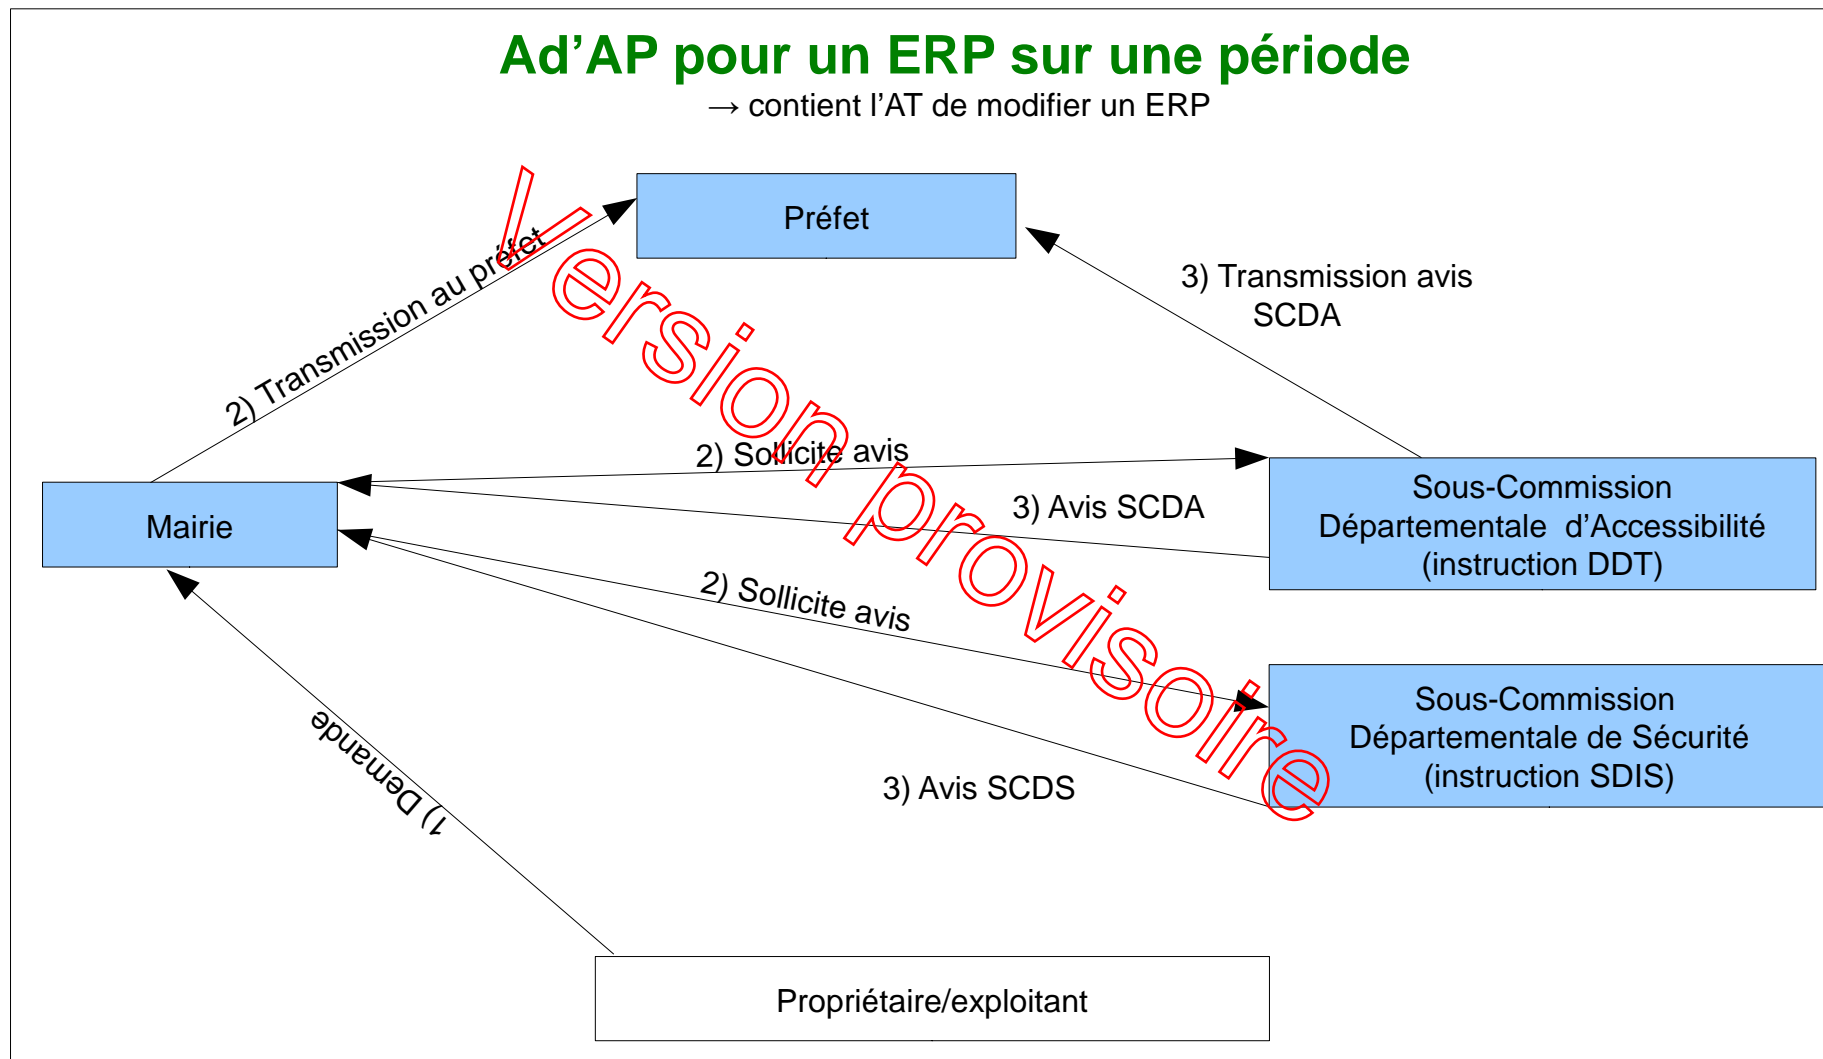 Ad’AP pour un ERP sur une période
→ contient l’AT de modifier un ERP
Préfet
2) Transmission au préfet
3) Transmission avis
SCDA
2) Sollicite avis
Mairie
3) Avis SCDA
Sous-Commission
Départementale d’Accessibilité
(instruction DDT)
2) Sollicite avis
Sous-Commission
Départementale de Sécurité
(instruction SDIS)
1) Demande
3) Avis SCDS
Propriétaire/exploitant
Version provisoire